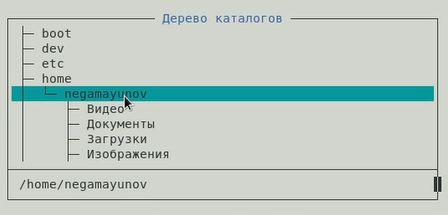 Дерево каталогов
boot
dev
etc
home
negamayunov
Видео
Документы
Загрузки
Изображения
/home/negamayunov